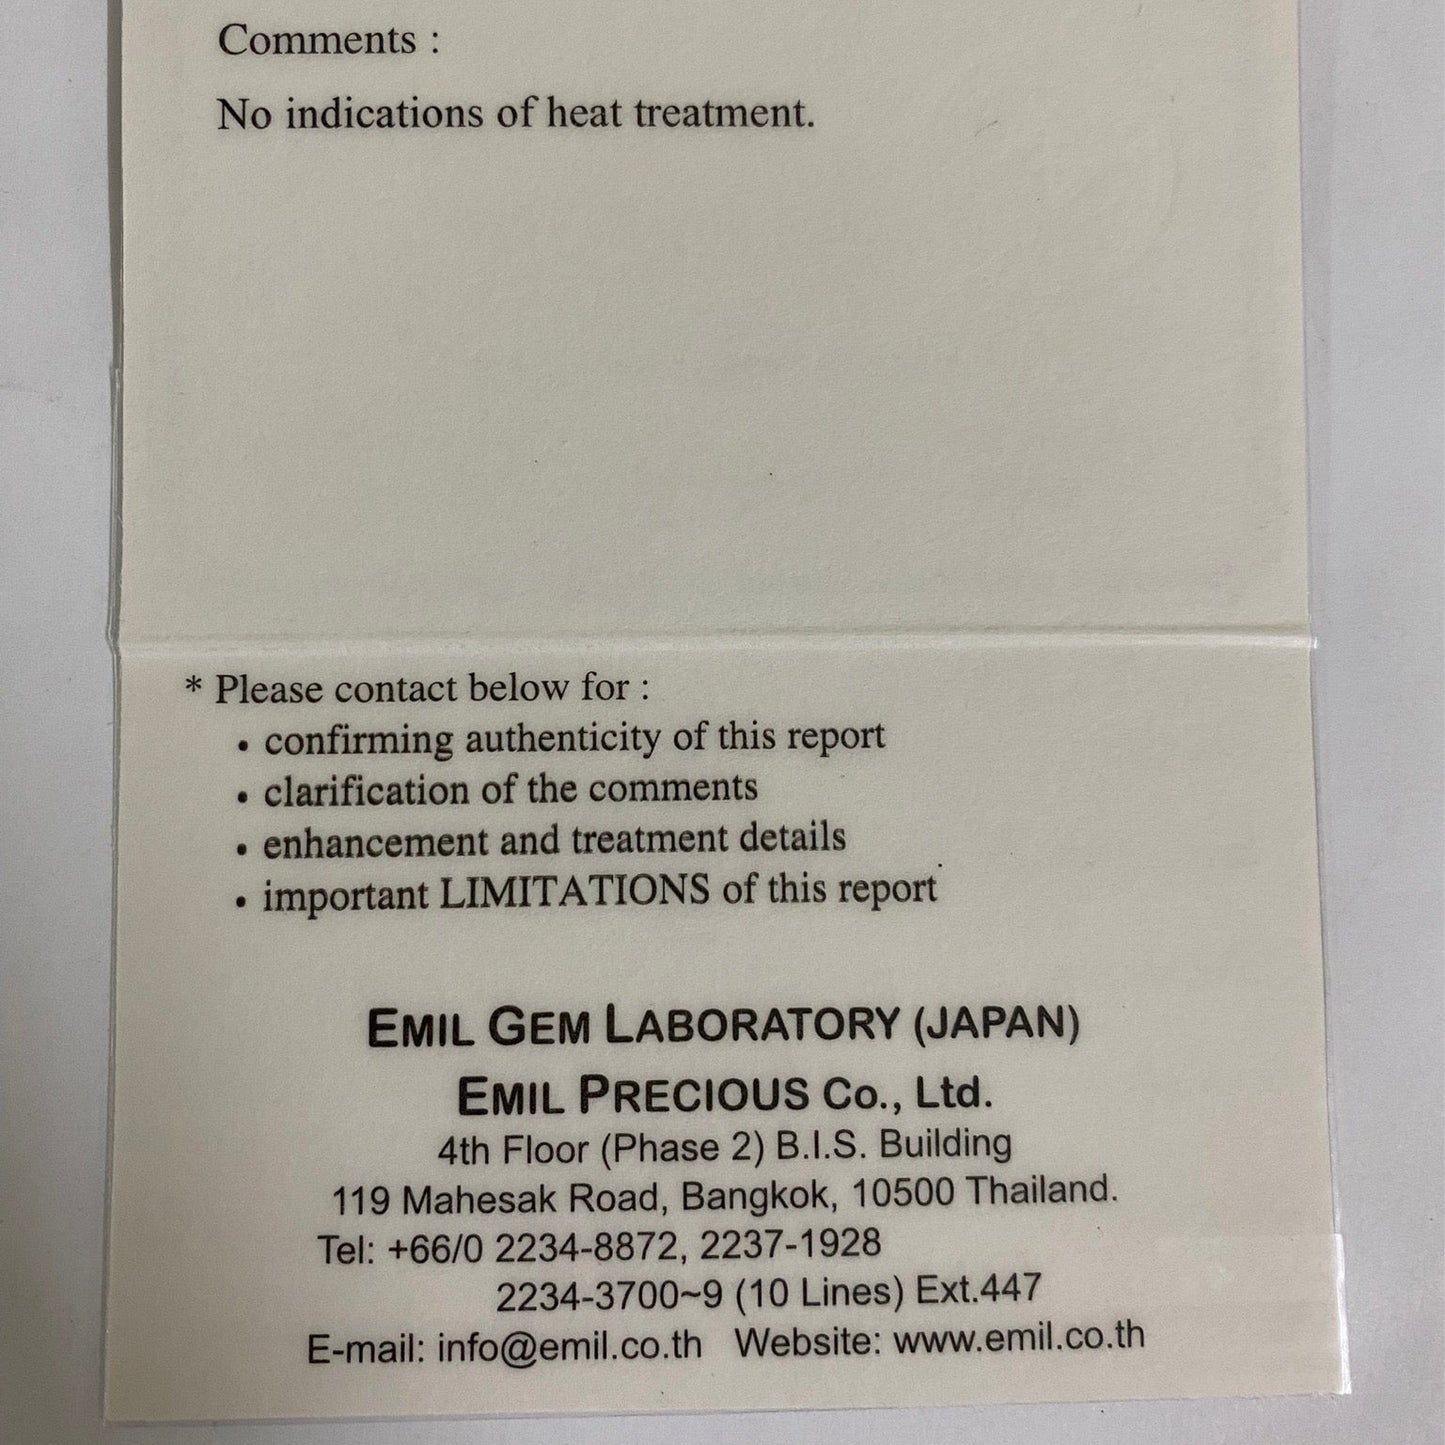 Comments :
No indications of heat treatment.
* Please contact below for :
• confirming authenticity of this report
• clarification of the comments
• enhancement and treatment details
• important LIMITATIONS of this report
EMIL GEM LABORATORY (JAPAN)
EMIL PRECIOUS Co., Ltd.
4th Floor (Phase 2) B.I.S. Building
119 Mahesak Road, Bangkok, 10500 Thailand.
Tel: +66/0 2234-8872, 2237-1928
2234-3700~9 (10 Lines) Ext.447
E-mail: info@emil.co.th Website: www.emil.co.th